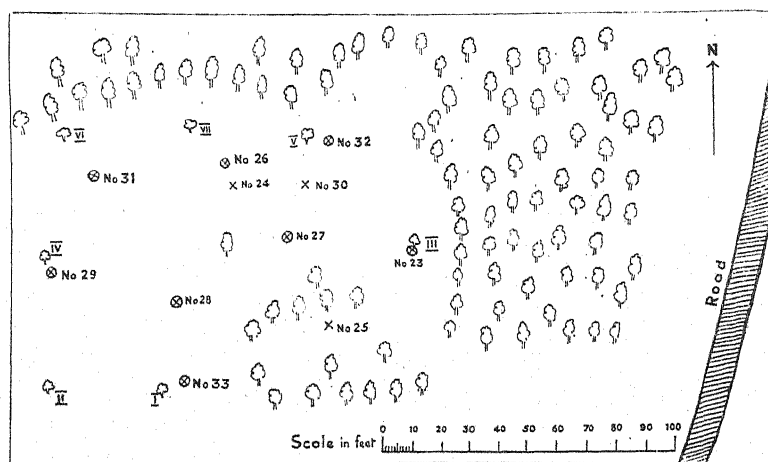 N
VI
VII
V
No 32
No 26
No 31
No 24
No 30
No 27
IV
III
No 23
No 29
No 28
No 25
Road
No 33
II
I
Scale in feet
0 10 20 30 40 50 60 70 80 90 100